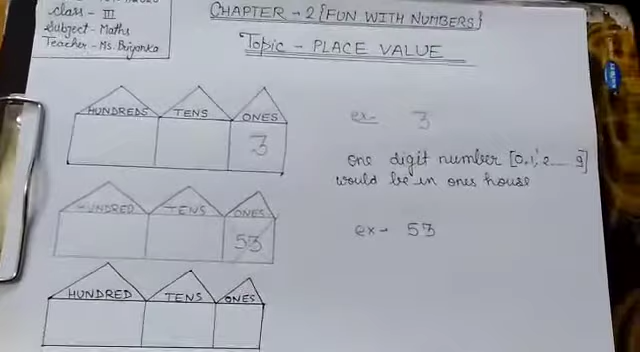 Class - III
Subject - Maths
Teacher - Ms. Priyanka
CHAPTER - 2 {FUN WITH NUMBERS}
Topic - PLACE VALUE
HUNDREDS TENS ONES
3
ex- 3
one digit number [0,1,2.... 9]
would be in ones house
HUNDRED TENS ONES
53
ex- 53
HUNDRED TENS ONES